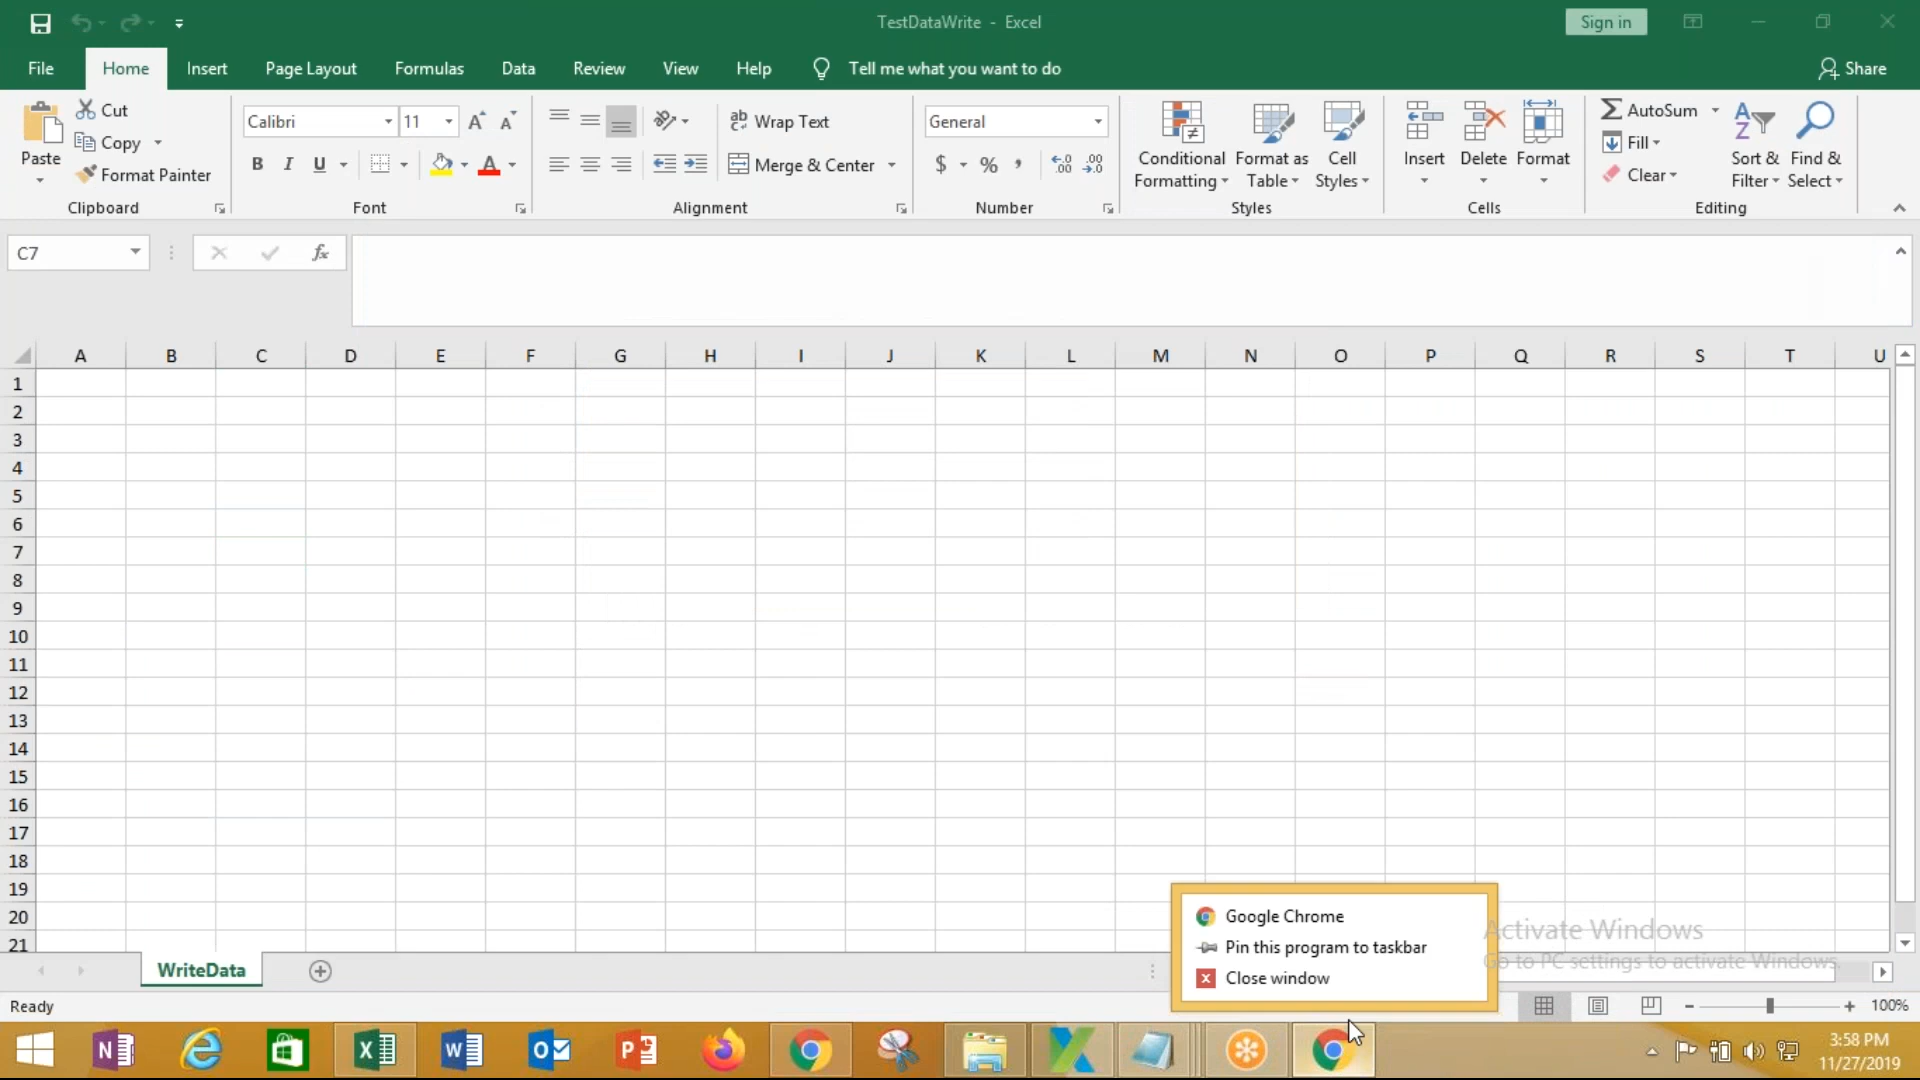 TestDataWrite - Excel
Sign in
File Home Insert Page Layout Formulas Data Review View Help Tell me what you want to do Share
Paste
Cut
Copy
Format Painter
Clipboard
Calibri 11
B I U A
Font
Wrap Text
Merge & Center
Alignment
General
$ % ,
Number
Conditional Formatting
Format as Table
Cell Styles
Styles
Insert
Delete
Format
Cells
AutoSum
Fill
Clear
Sort & Filter
Find & Select
Editing
C7 fx
A B C D E F G H I J K L M N O P Q R S T U
1
2
3
4
5
6
7
8
9
10
11
12
13
14
15
16
17
18
19
20
21
Google Chrome
Pin this program to taskbar
Close window
Activate Windows
Go to PC settings to activate Windows.
WriteData
Ready
100%
3:58 PM
11/27/2019